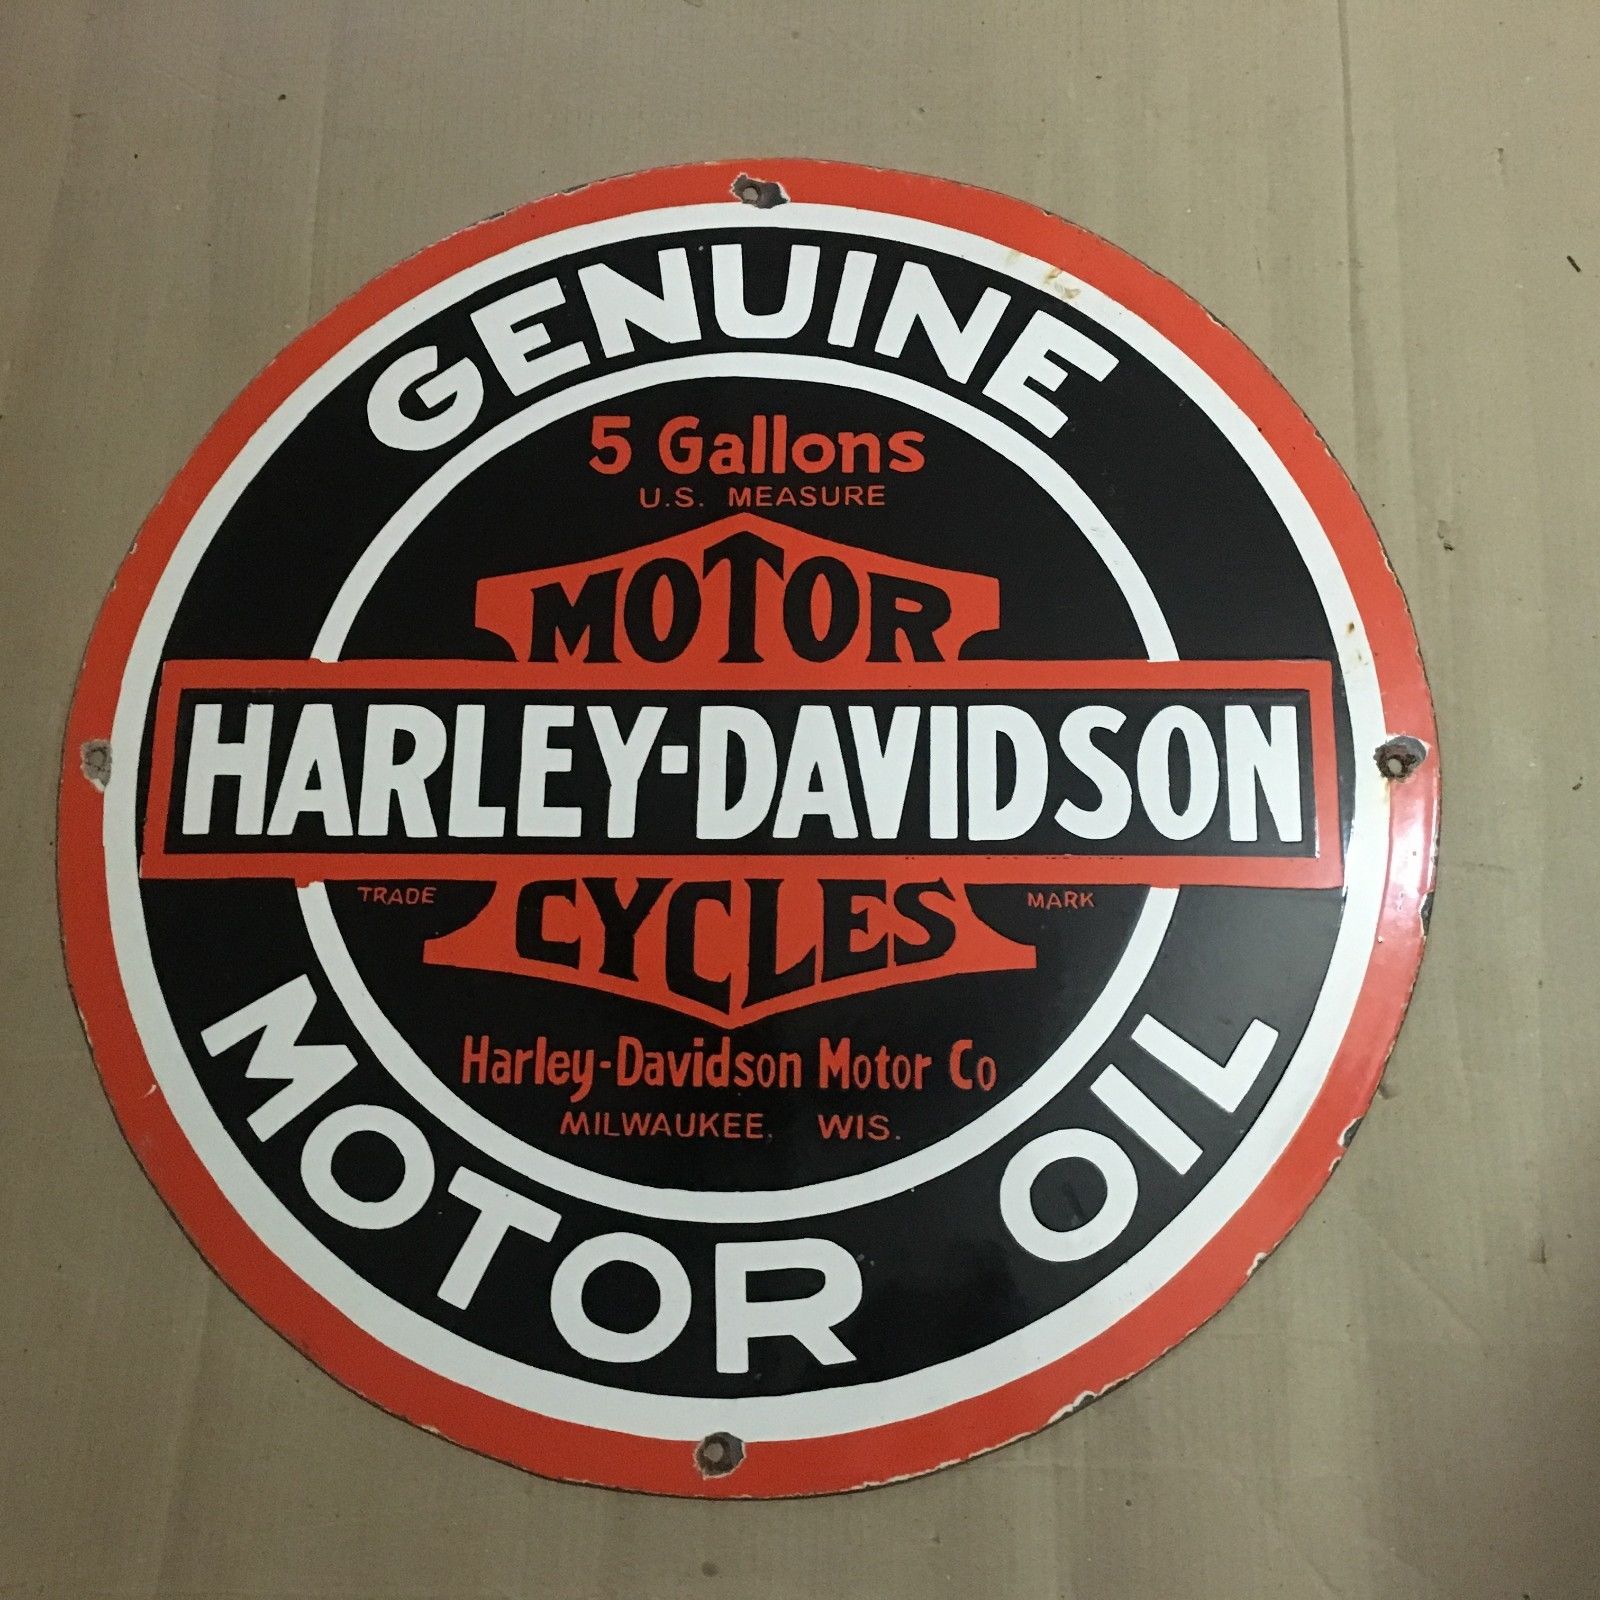 GENUINE
5 Gallons
U.S. MEASURE
MOTOR
HARLEY-DAVIDSON
TRADE MARK
CYCLES
Harley-Davidson Motor Co
MILWAUKEE. WIS.
MOTOR OIL